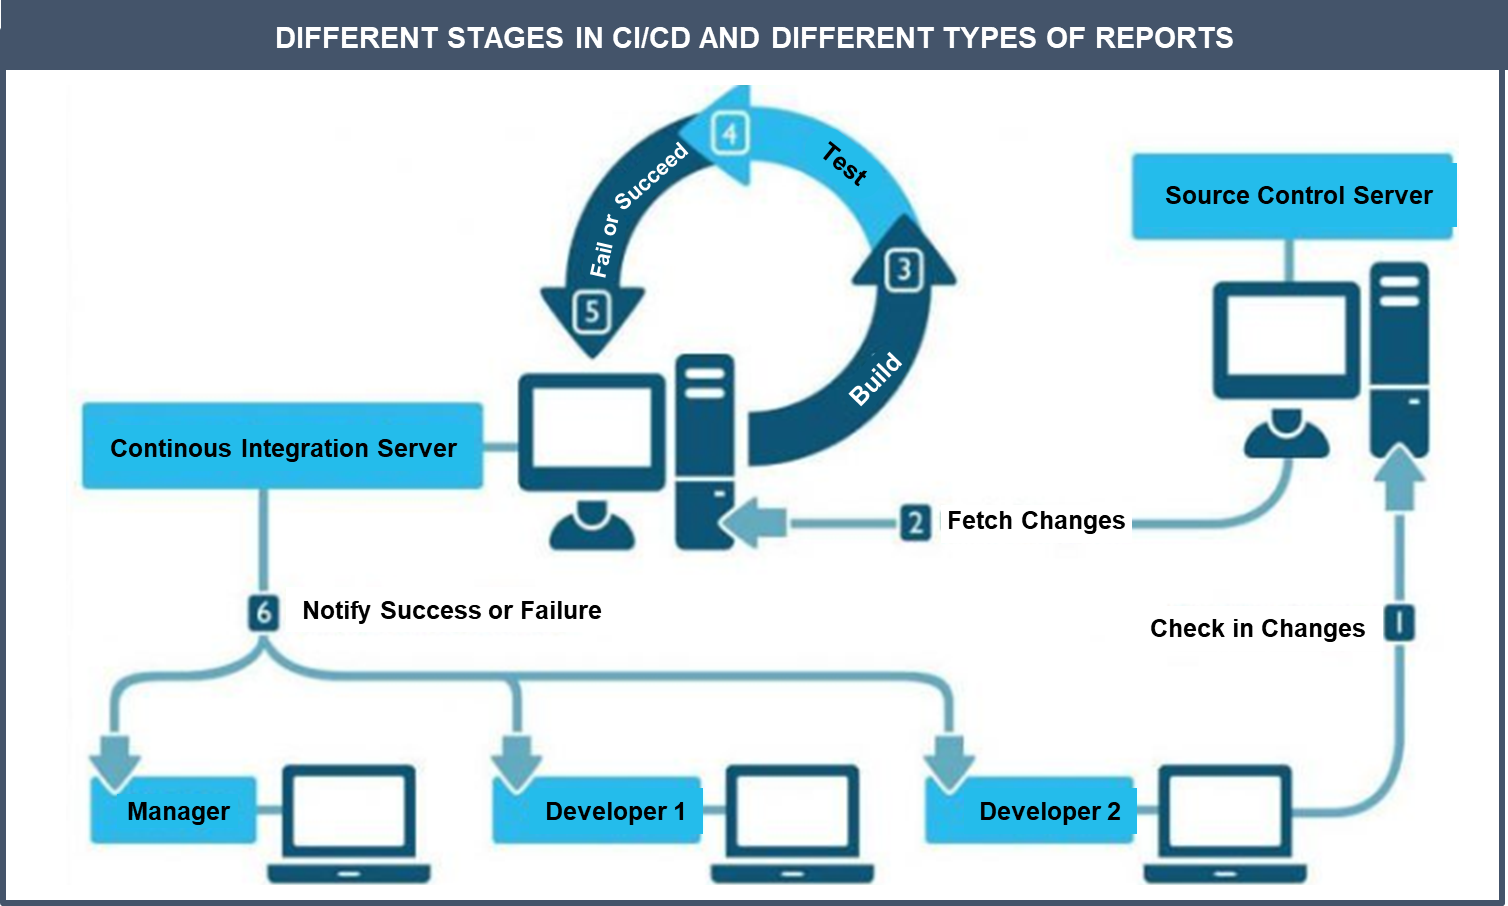 DIFFERENT STAGES IN CI/CD AND DIFFERENT TYPES OF REPORTS
4
Test
Fail or Succeed
Source Control Server
3
5
Build
Continous Integration Server
2 Fetch Changes
6 Notify Success or Failure
Check in Changes 1
Manager
Developer 1
Developer 2